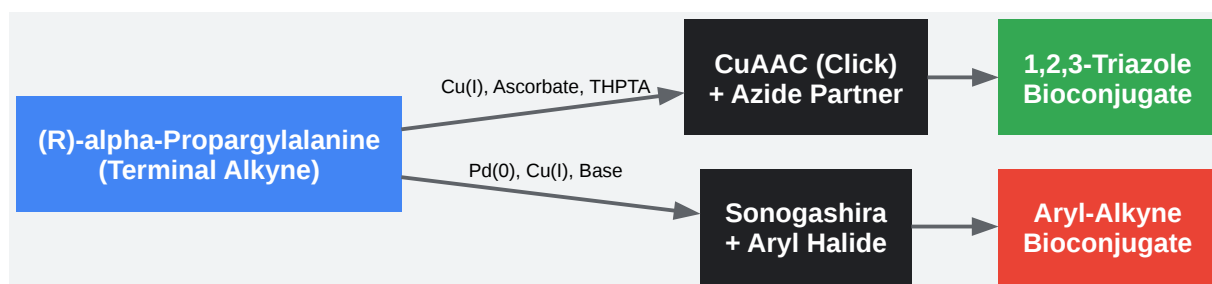 (R)-alpha-Propargylalanine
(Terminal Alkyne)
Cu(I), Ascorbate, THPTA
CuAAC (Click)
+ Azide Partner
1,2,3-Triazole
Bioconjugate
Pd(0), Cu(I), Base
Sonogashira
+ Aryl Halide
Aryl-Alkyne
Bioconjugate